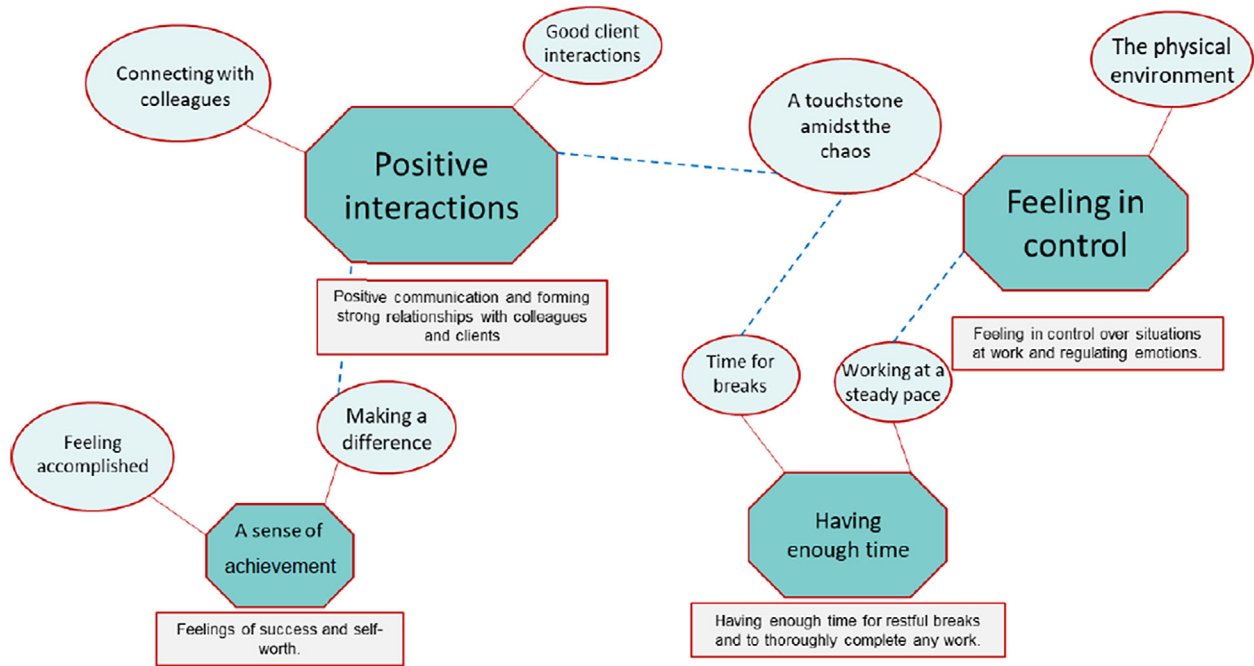 Connecting with
colleagues
Good client
interactions
Positive
interactions
Positive communication and forming
strong relationships with colleagues
and clients
A touchstone
amidst the
chaos
The physical
environment
Feeling in
control
Feeling in control over situations
at work and regulating emotions.
Time for
breaks
Working at a
steady pace
Having
enough time
Having enough time for restful breaks
and to thoroughly complete any work.
Making a
difference
Feeling
accomplished
A sense of
achievement
Feelings of success and self-
worth.